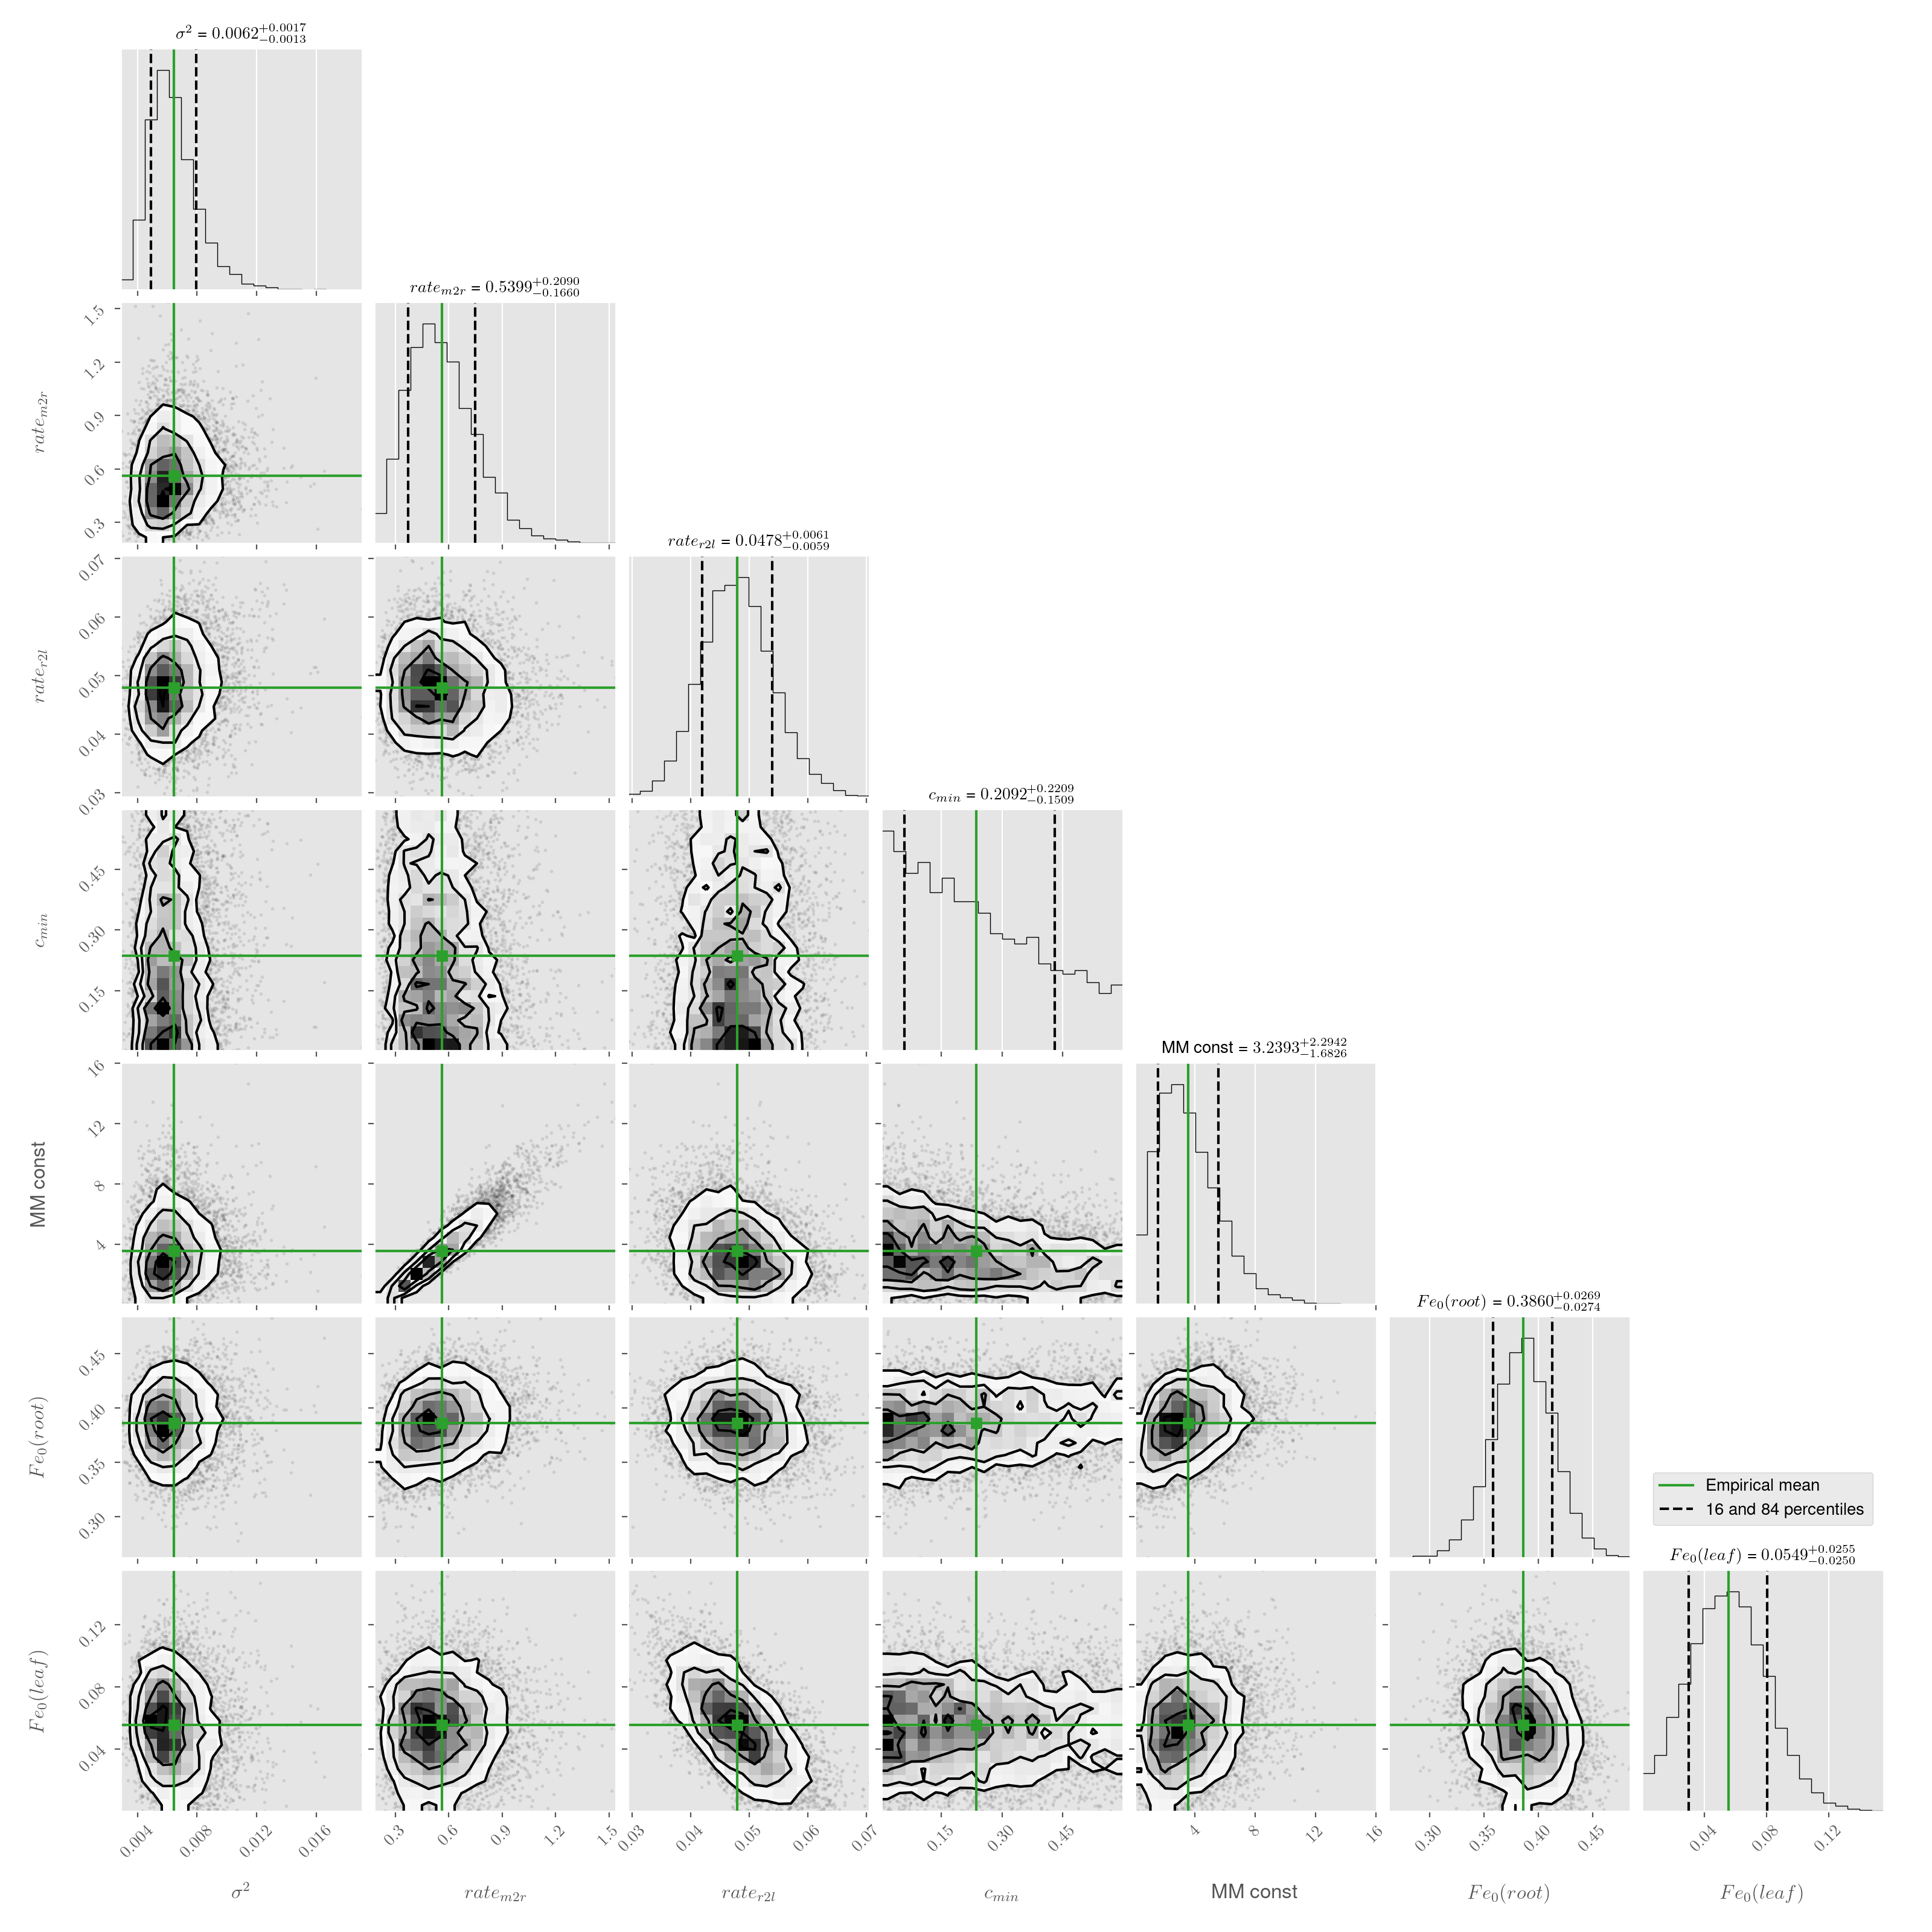 σ² = 0.0062 +0.0017 −0.0013
rate_m2r = 0.5399 +0.2090 −0.1660
1.5
1.2
0.9
0.6
0.3
rate_m2r
rate_r2l = 0.0478 +0.0061 −0.0059
0.07
0.06
0.05
0.04
0.03
rate_r2l
c_min = 0.2092 +0.2209 −0.1509
0.45
0.30
0.15
c_min
MM const = 3.2393 +2.2942 −1.6826
16
12
8
4
MM const
Fe₀(root) = 0.3860 +0.0269 −0.0274
0.45
0.40
0.35
0.30
Fe₀(root)
Empirical mean
16 and 84 percentiles
Fe₀(leaf) = 0.0549 +0.0255 −0.0250
0.12
0.08
0.04
Fe₀(leaf)
0.004 0.008 0.012 0.016 0.3 0.6 0.9 1.2 1.5 0.03 0.04 0.05 0.06 0.07 0.15 0.30 0.45 4 8 12 16 0.30 0.35 0.40 0.45 0.04 0.08 0.12
σ² rate_m2r rate_r2l c_min MM const Fe₀(root) Fe₀(leaf)